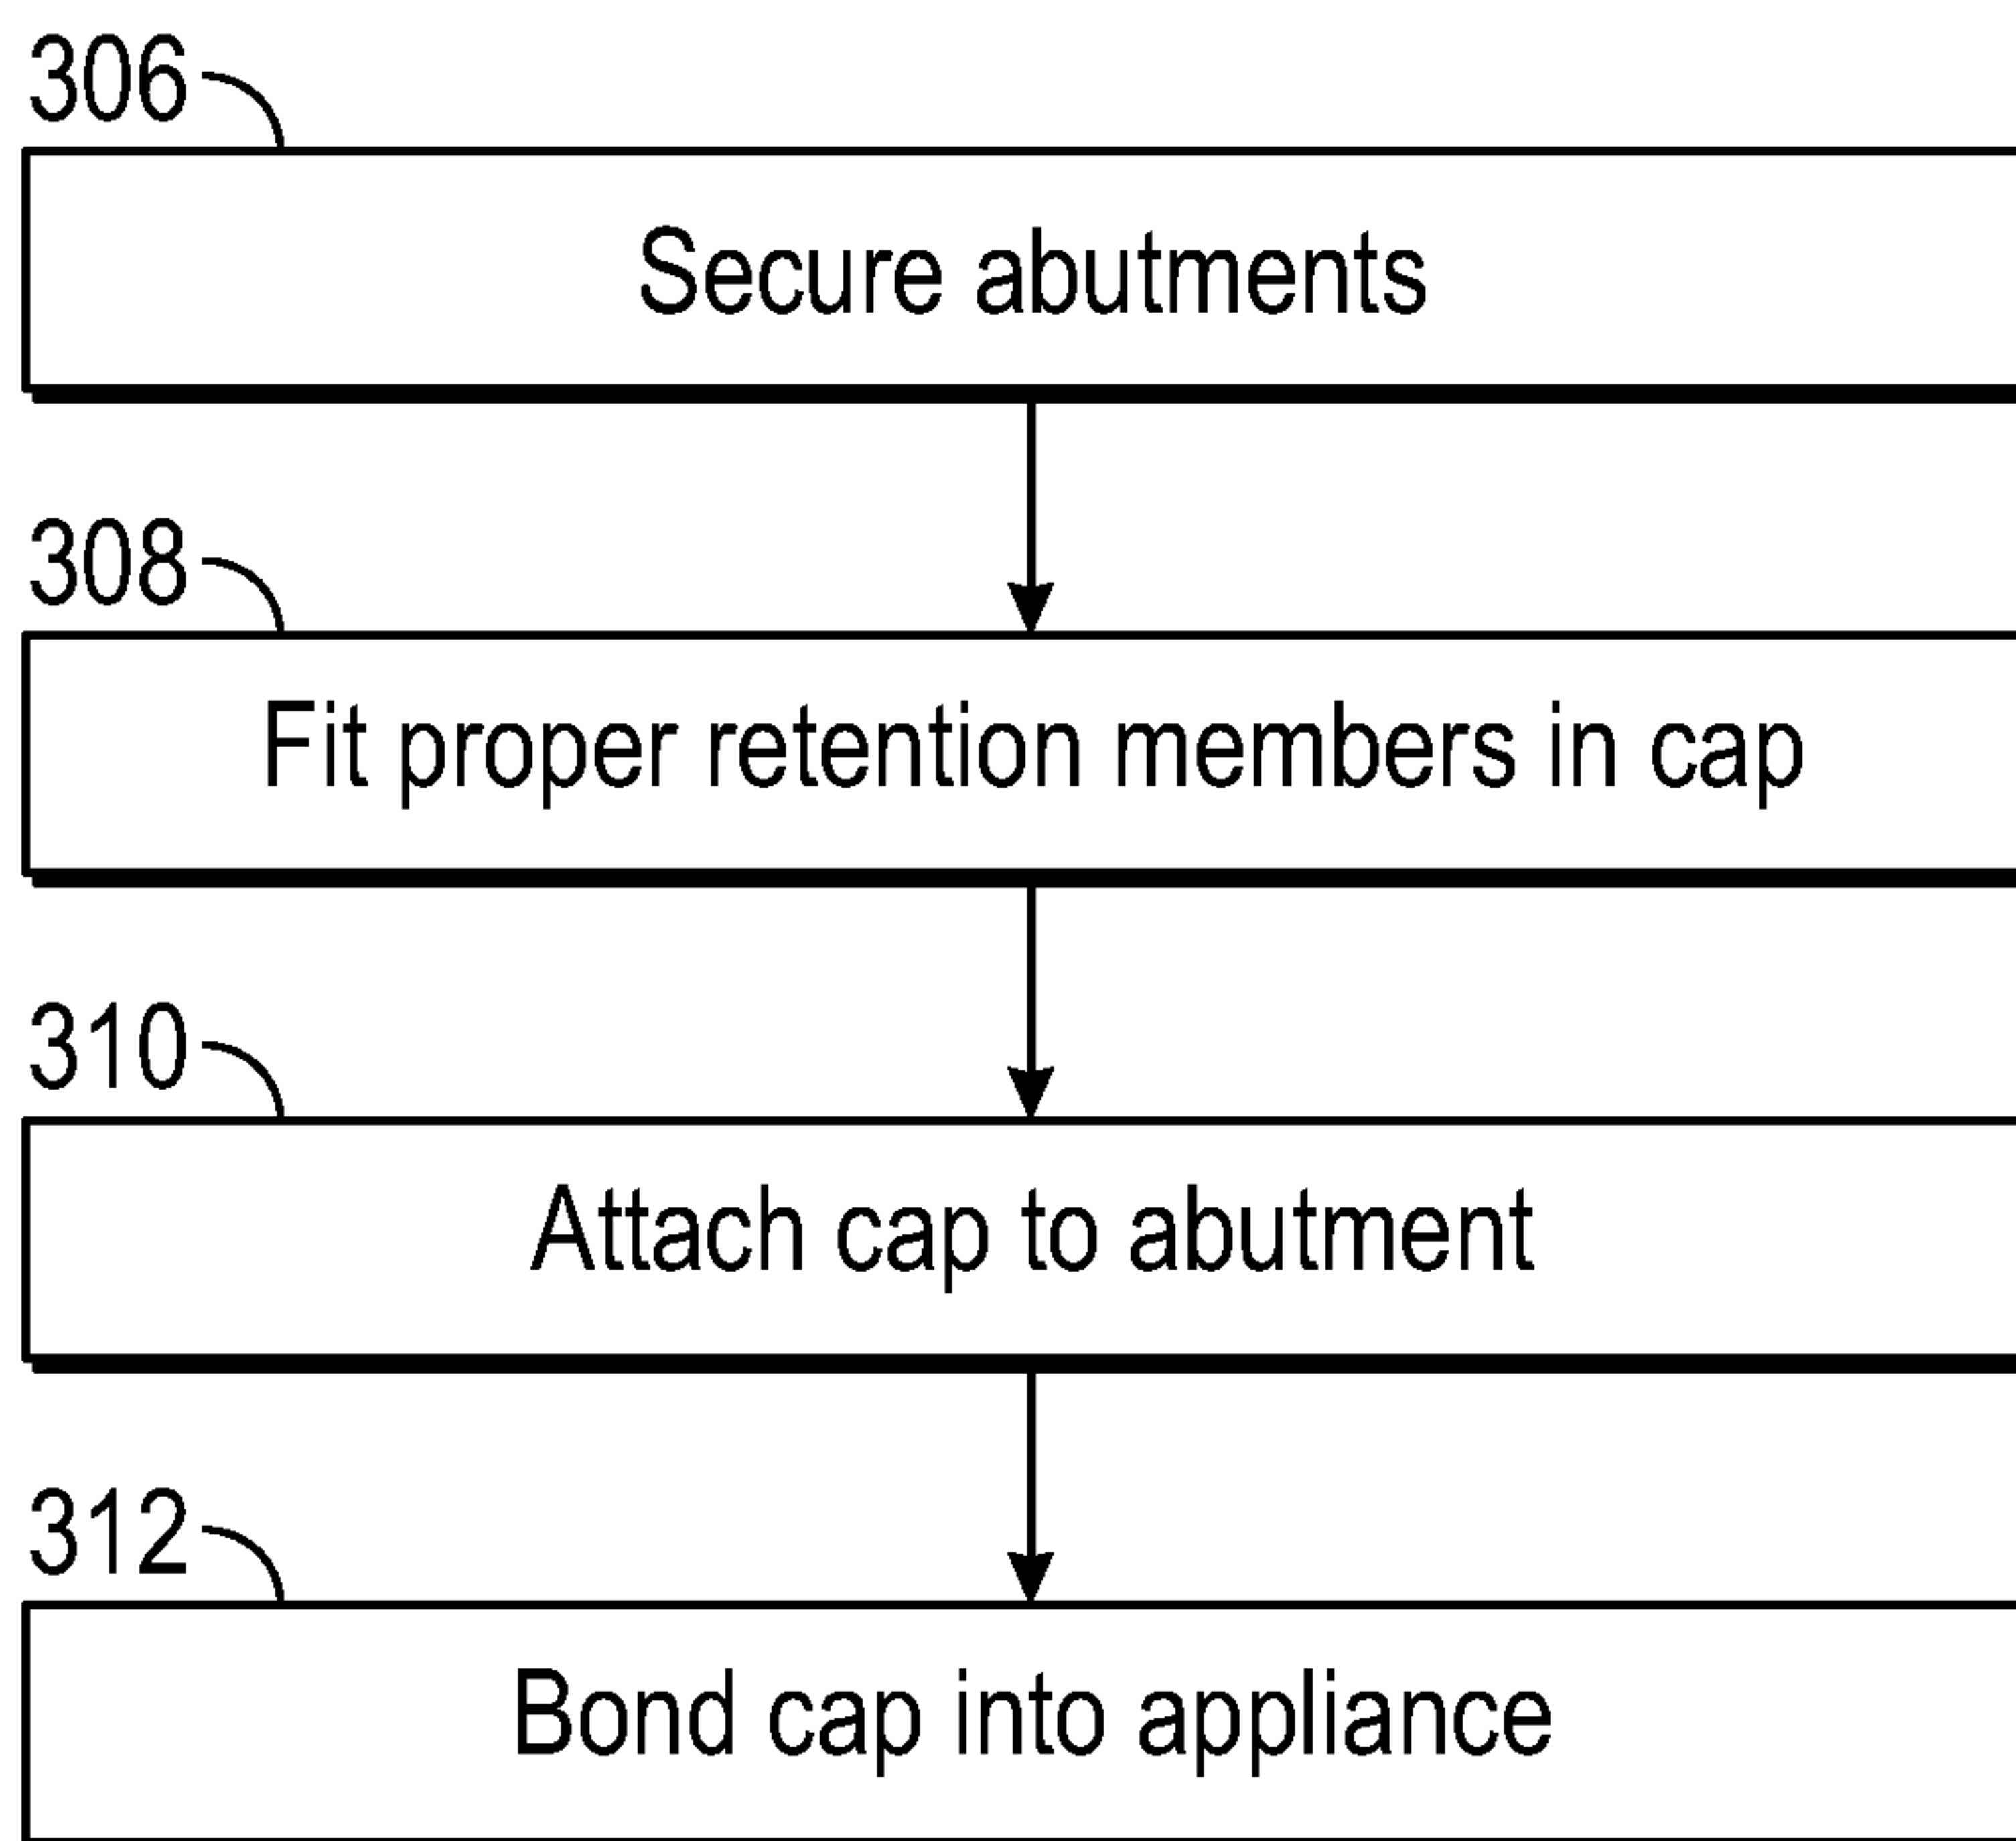 306
Secure abutments
308
Fit proper retention members in cap
310
Attach cap to abutment
312
Bond cap into appliance